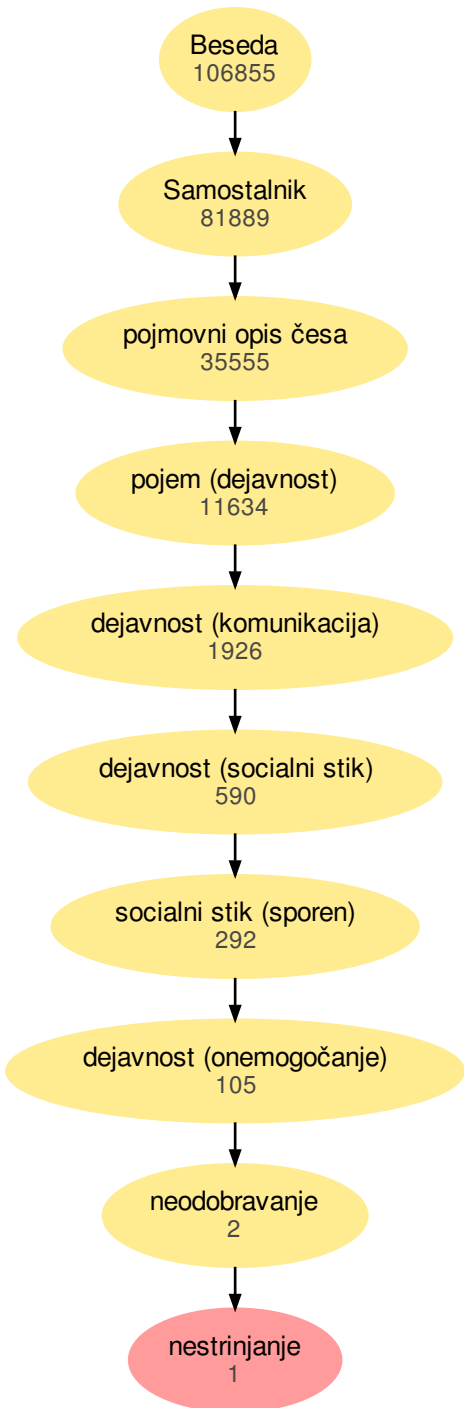 Beseda
106855
Samostalnik
81889
pojmovni opis česa
35555
pojem (dejavnost)
11634
dejavnost (komunikacija)
1926
dejavnost (socialni stik)
590
socialni stik (sporen)
292
dejavnost (onemogočanje)
105
neodobravanje
2
nestrinjanje
1